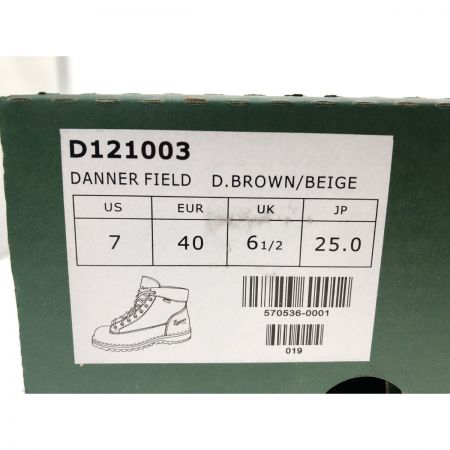 D121003
DANNER FIELD D.BROWN/BEIGE
US EUR UK JP
7 40 6 1/2 25.0
570536-0001
019